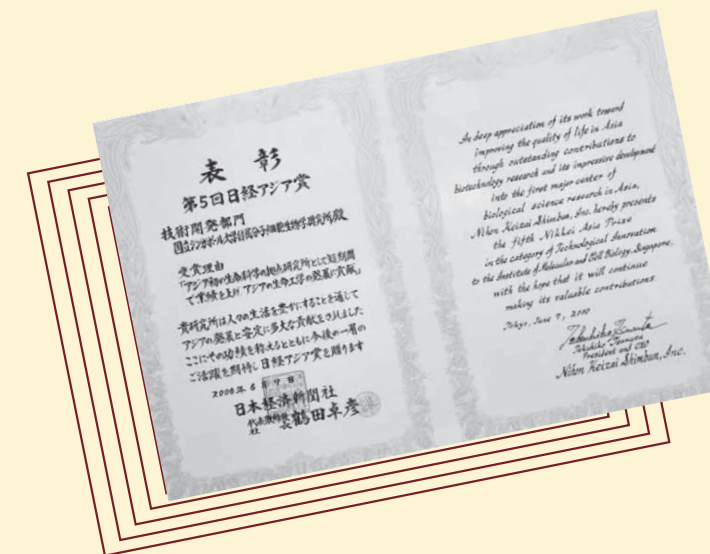 表 彰
第5回日経アジア賞
技術開発部門
国立シンガポール大学付属分子細胞生物学研究所殿
受賞理由
「アジア初の生命科学の拠点研究所として短期間
で業績を上げ、アジアの生命工学の発展に貢献」
貴研究所は人々の生活を豊かにすることを通じて
アジアの発展と安定に多大な貢献をされました
ここにその功績を称えるとともに今後の一層の
ご活躍を期待し日経アジア賞を贈ります
2000年 6月 7日
日本経済新聞社
代表取締役社長 鶴田卓彦
In deep appreciation of its work toward
improving the quality of life in Asia
through outstanding contributions to
biotechnology research and its impressive development
into the first major center of
biological science research in Asia,
Nihon Keizai Shimbun, Inc. hereby presents
the fifth Nikkei Asia Prize
in the category of Technological Innovation
to the Institute of Molecular and Cell Biology, Singapore,
with the hope that it will continue
making its valuable contributions.
Tokyo, June 7, 2000
Takuhiko Tsuruta
President and CEO
Nihon Keizai Shimbun, Inc.